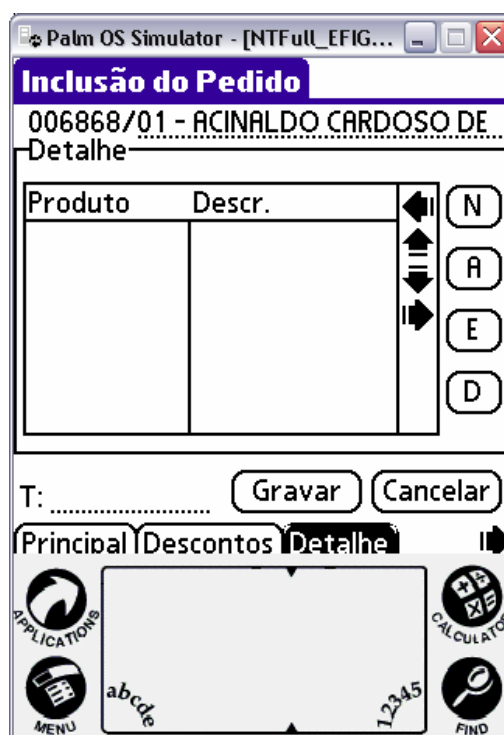 Palm OS Simulator - [NTFull_EFIG...
Inclusão do Pedido
006868/01 - ACINALDO CARDOSO DE ...
Detalhe
Produto Descr.
N
A
E
D
T:
Gravar Cancelar
Principal Descontos Detalhe
APPLICATIONS
CALCULATO
abcde
12345
MENU
FIND